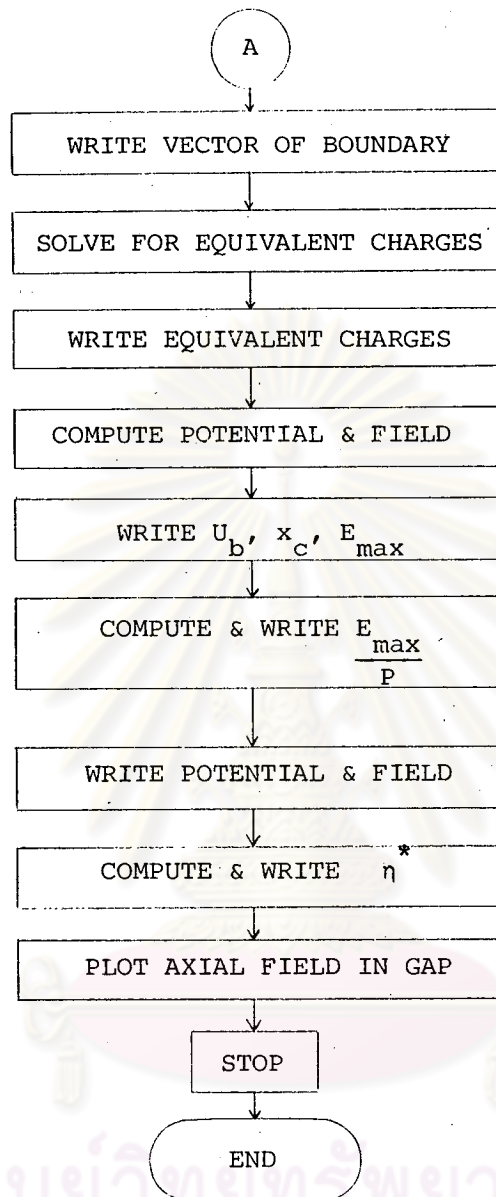 A
WRITE VECTOR OF BOUNDARY
SOLVE FOR EQUIVALENT CHARGES
WRITE EQUIVALENT CHARGES
COMPUTE POTENTIAL & FIELD
WRITE U_b, x_c, E_max
COMPUTE & WRITE E_max
P
WRITE POTENTIAL & FIELD
COMPUTE & WRITE η*
PLOT AXIAL FIELD IN GAP
STOP
END